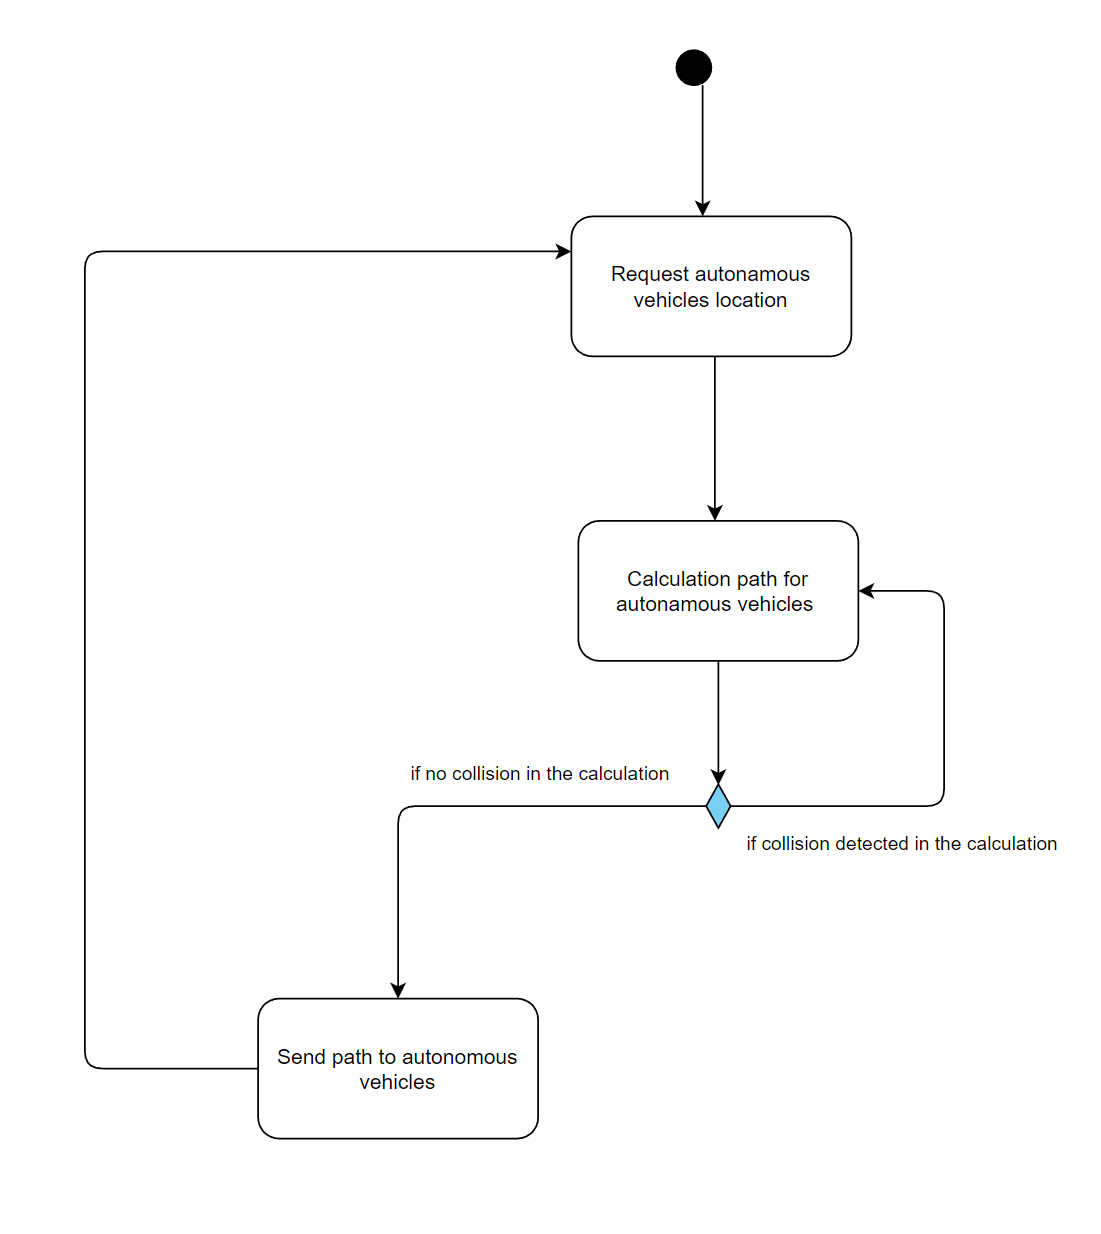 Request autonamous
vehicles location
Calculation path for
autonamous vehicles
if no collision in the calculation
if collision detected in the calculation
Send path to autonomous
vehicles